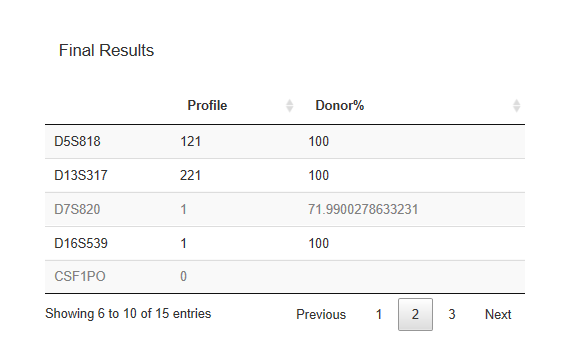 Final Results
Profile Donor%
D5S818 121 100
D13S317 221 100
D7S820 1 71.9900278633231
D16S539 1 100
CSF1PO 0
Showing 6 to 10 of 15 entries Previous 1 2 3 Next